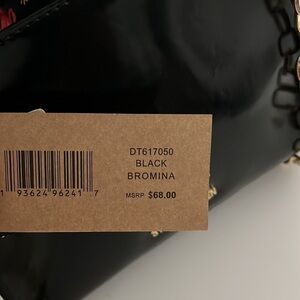 DT617050
BLACK
BROMINA
MSRP $68.00
1 93624 96241 7